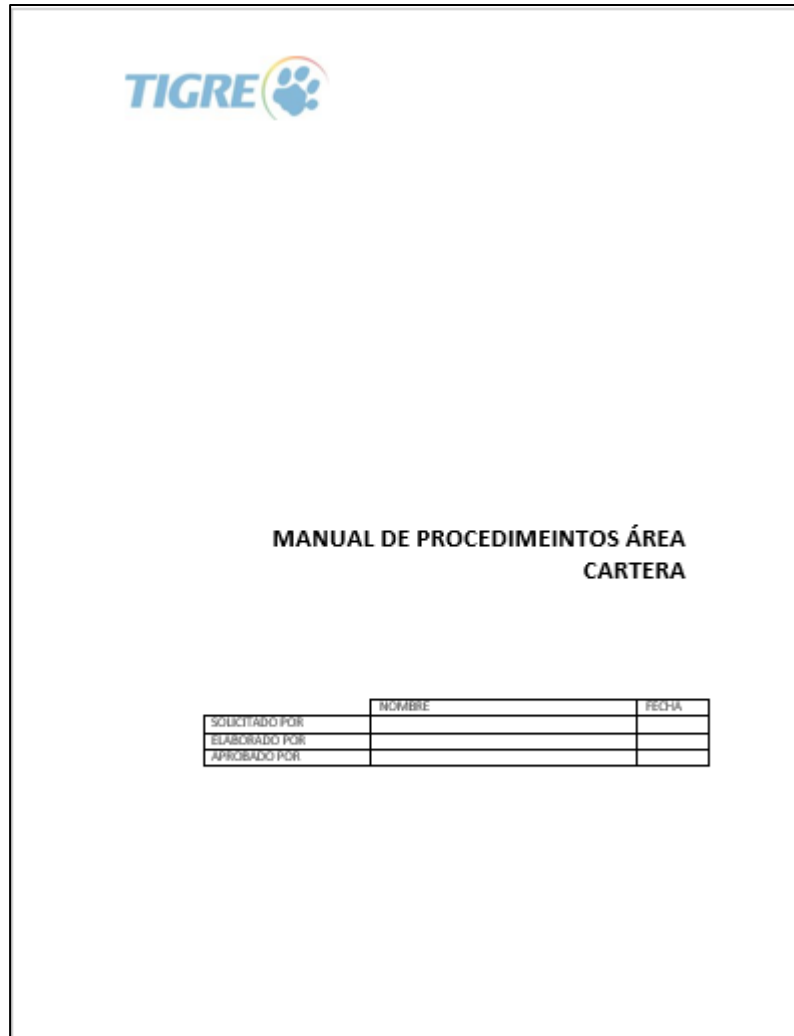 TIGRE
MANUAL DE PROCEDIMEINTOS ÁREA
CARTERA
NOMBRE FECHA
SOLICITADO POR
ELABORADO POR
APROBADO POR